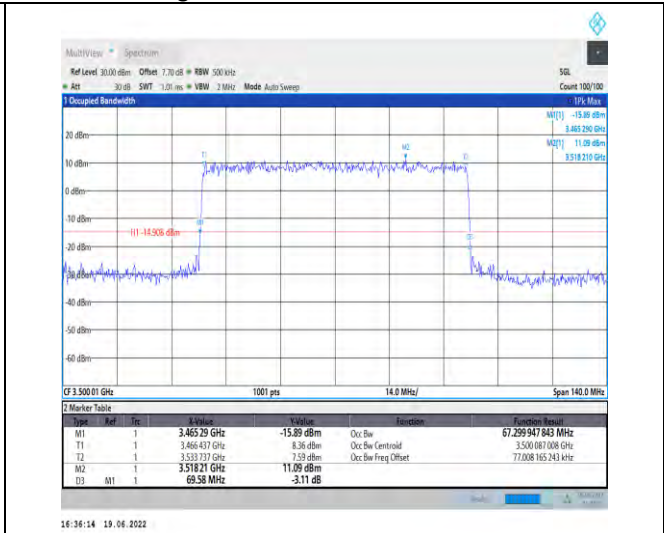 MultiView Spectrum
Ref Level 30.00 dBm Offset 7.70 dB RBW 500 kHz SGL
Att 30 dB SWT 1.01 ms VBW 2 MHz Mode Auto Sweep Count 100/100
1 Occupied Bandwidth 1Pk Max
M1[1] -15.89 dBm
3.465 290 GHz
M2[1] 11.09 dBm
3.518 210 GHz
20 dBm
10 dBm
0 dBm
-10 dBm
H1 -14.908 dBm
-20 dBm
-30 dBm
-40 dBm
-50 dBm
-60 dBm
T1
M2
CF 3.500 01 GHz 1001 pts 14.0 MHz/ Span 140.0 MHz
2 Marker Table
Type Ref Trc X-Value Y-Value Function Function Result
M1 1 3.465 29 GHz -15.89 dBm Occ Bw 67.299 947 843 MHz
T1 1 3.466 437 GHz 8.36 dBm Occ Bw Centroid 3.500 087 008 GHz
T2 1 3.533 737 GHz 7.59 dBm Occ Bw Freq Offset 77.008 165 243 kHz
M2 1 3.518 21 GHz 11.09 dBm
D3 M1 1 69.58 MHz -3.11 dB
16:36:14 19.06.2022